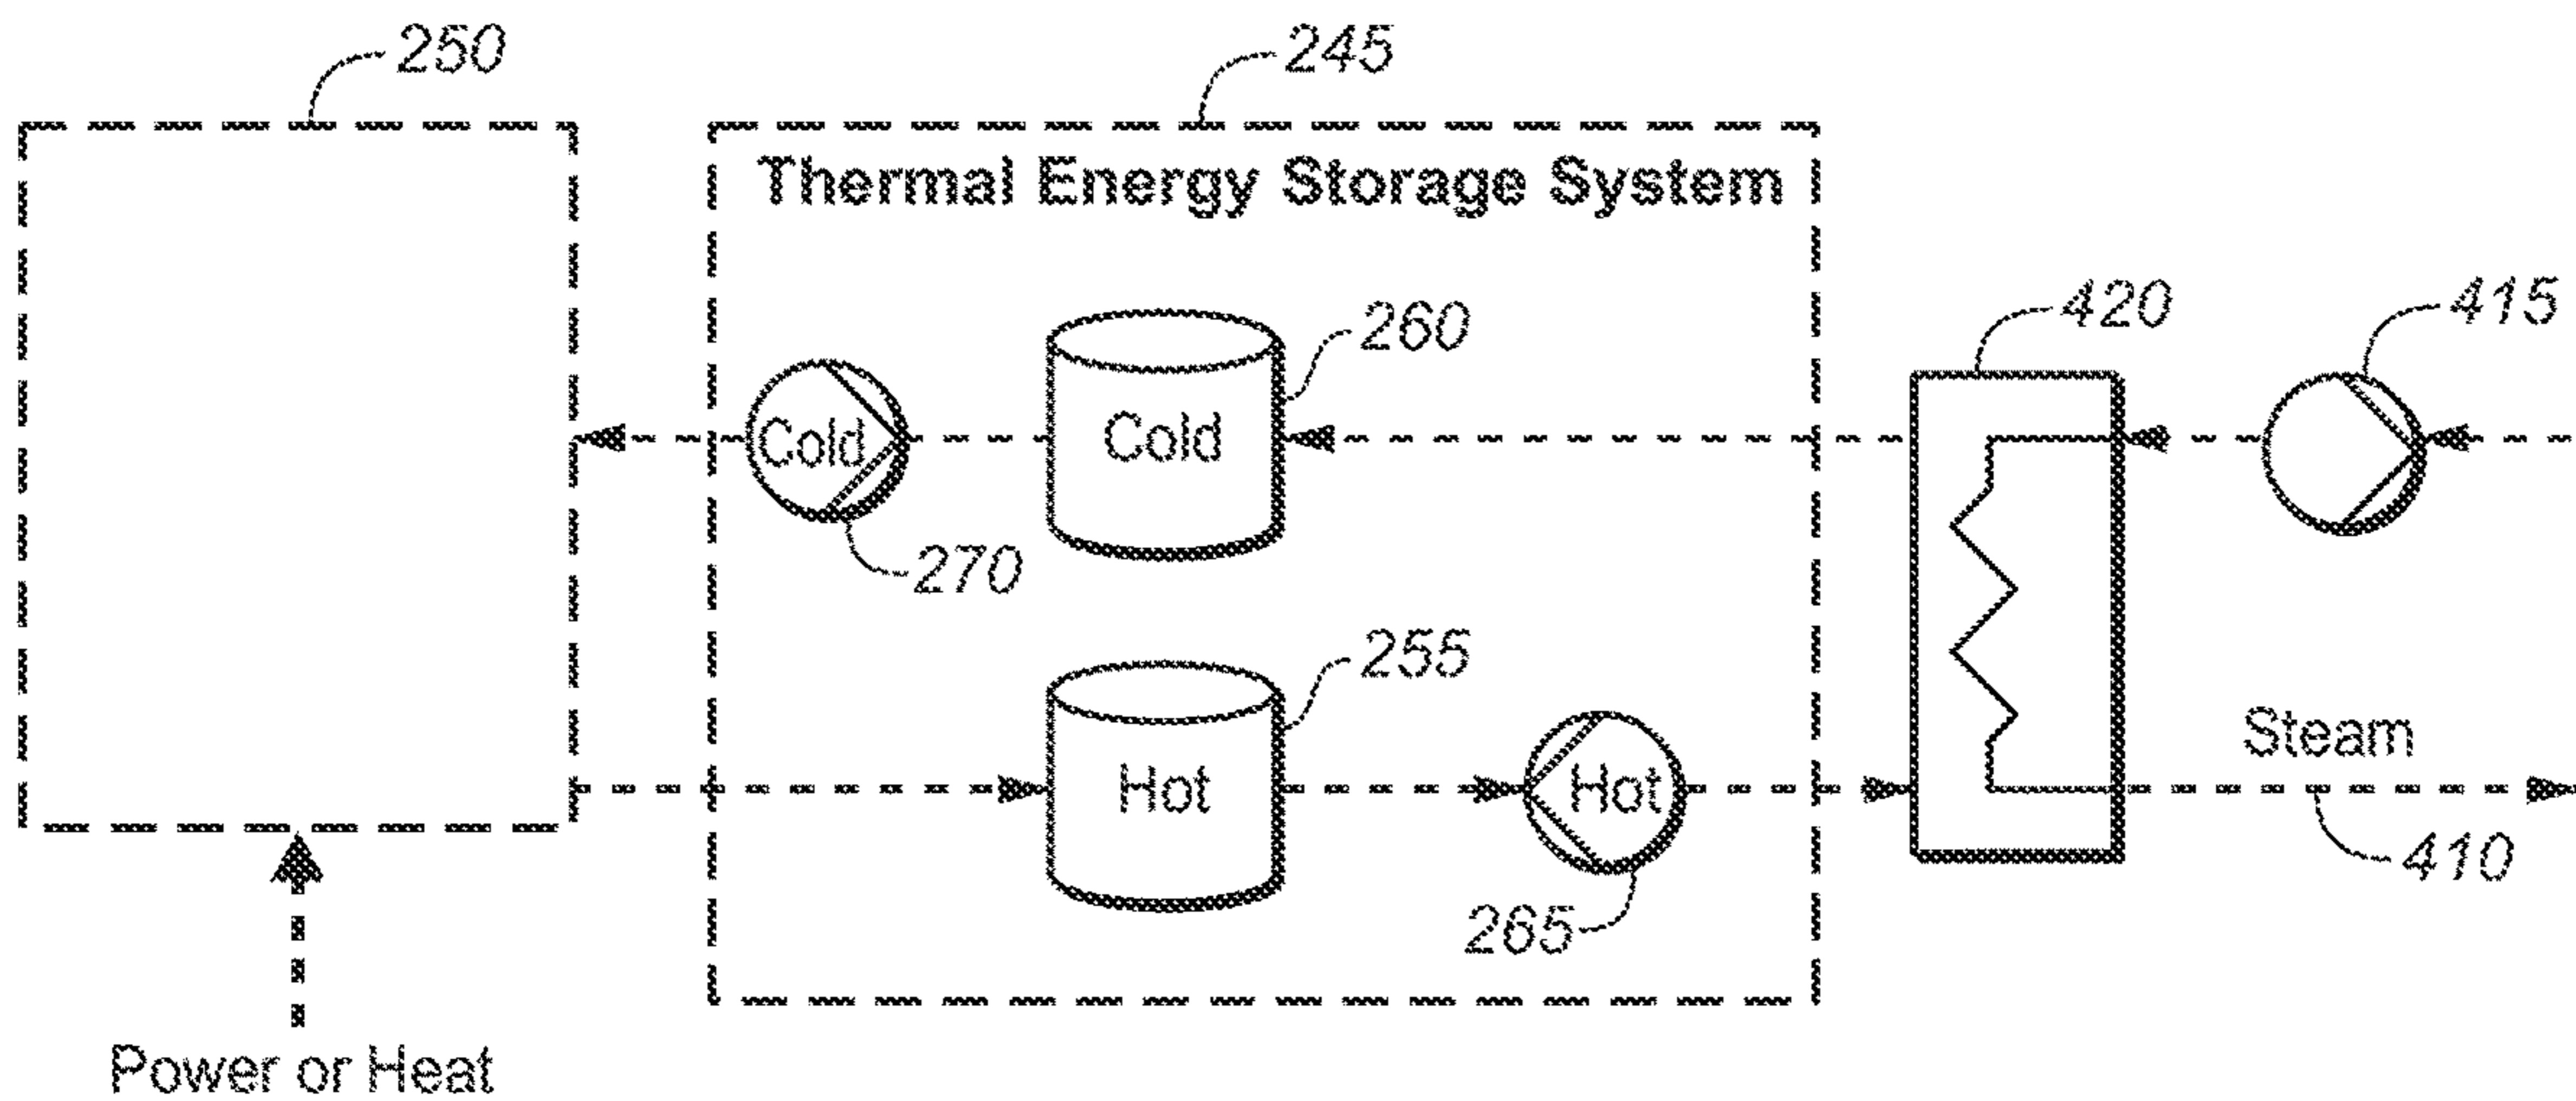 250
245
Thermal Energy Storage System
260
420
415
Cold
Cold
270
255
Hot
Hot
Steam
265
410
Power or Heat